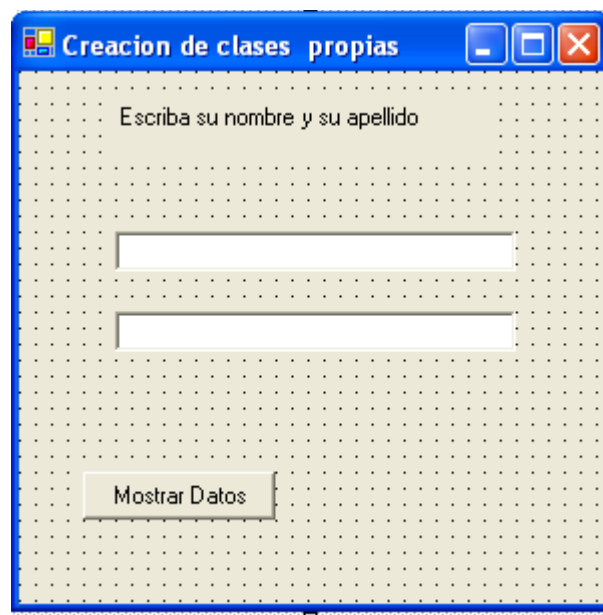 Creacion de clases propias
Escriba su nombre y su apellido
Mostrar Datos